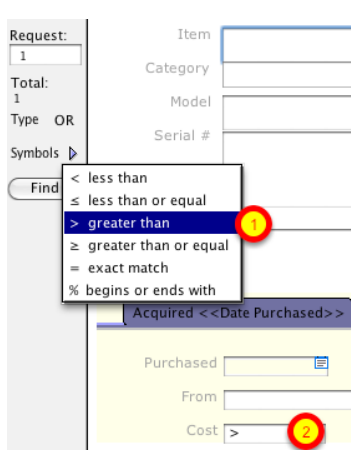 Request:
1
Total:
1
Type OR
Symbols
Find
< less than
≤ less than or equal
> greater than
≥ greater than or equal
= exact match
% begins or ends with
1
Item
Category
Model
Serial #
Acquired <<Date Purchased>>
Purchased
From
Cost >
2